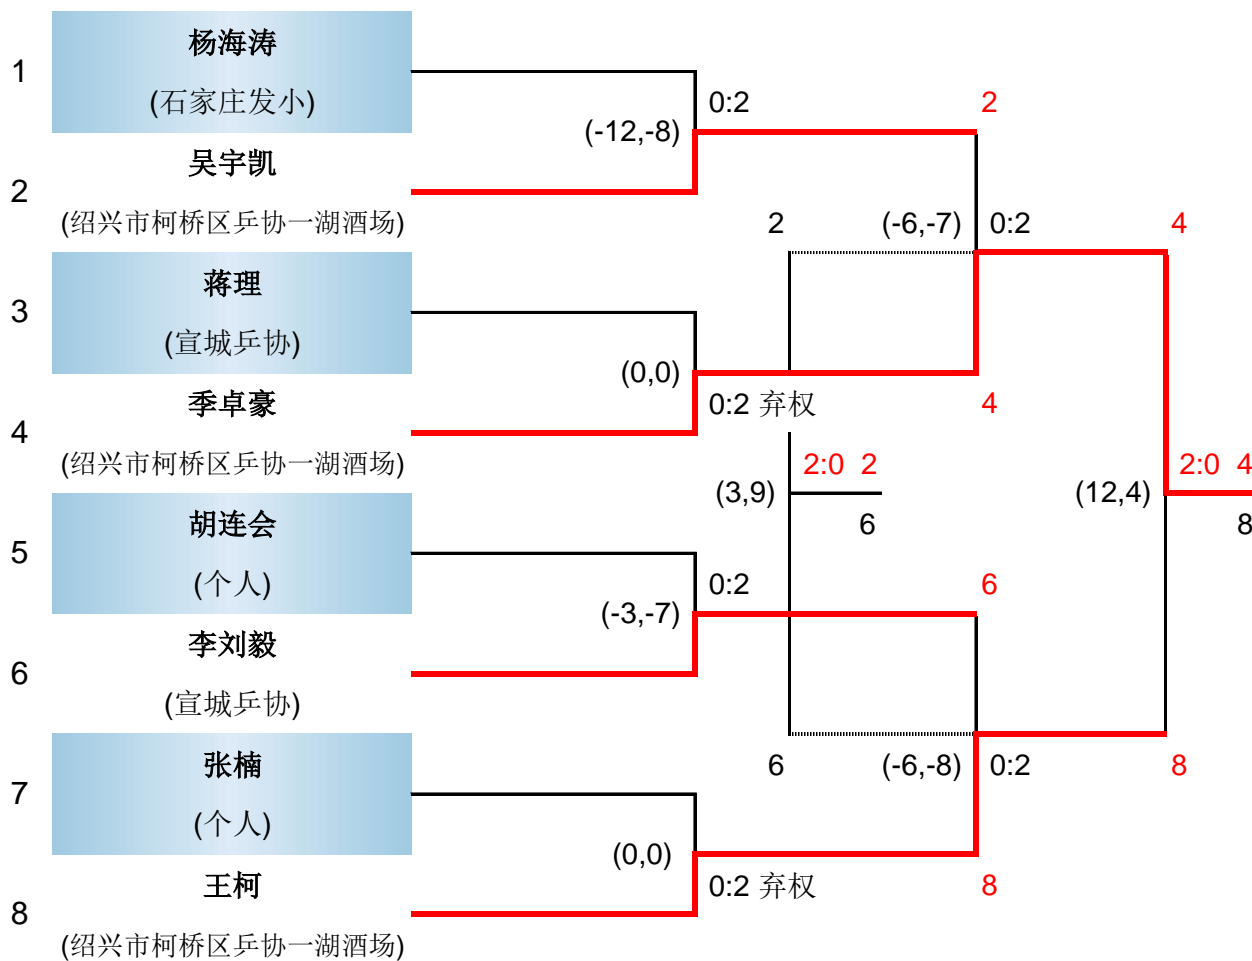 杨海涛
1
(石家庄发小)
0:2
2
(-12,-8)
吴宇凯
2
(绍兴市柯桥区乒协一湖酒场)
2
(-6,-7)
0:2
4
蒋理
3
(宣城乒协)
(0,0)
季卓豪
0:2 弃权
4
4
(绍兴市柯桥区乒协一湖酒场)
2:0 2
2:0 4
(3,9)
(12,4)
胡连会
6
8
5
(个人)
0:2
6
(-3,-7)
李刘毅
6
(宣城乒协)
张楠
6
(-6,-8)
0:2
8
7
(个人)
(0,0)
王柯
0:2 弃权
8
8
(绍兴市柯桥区乒协一湖酒场)